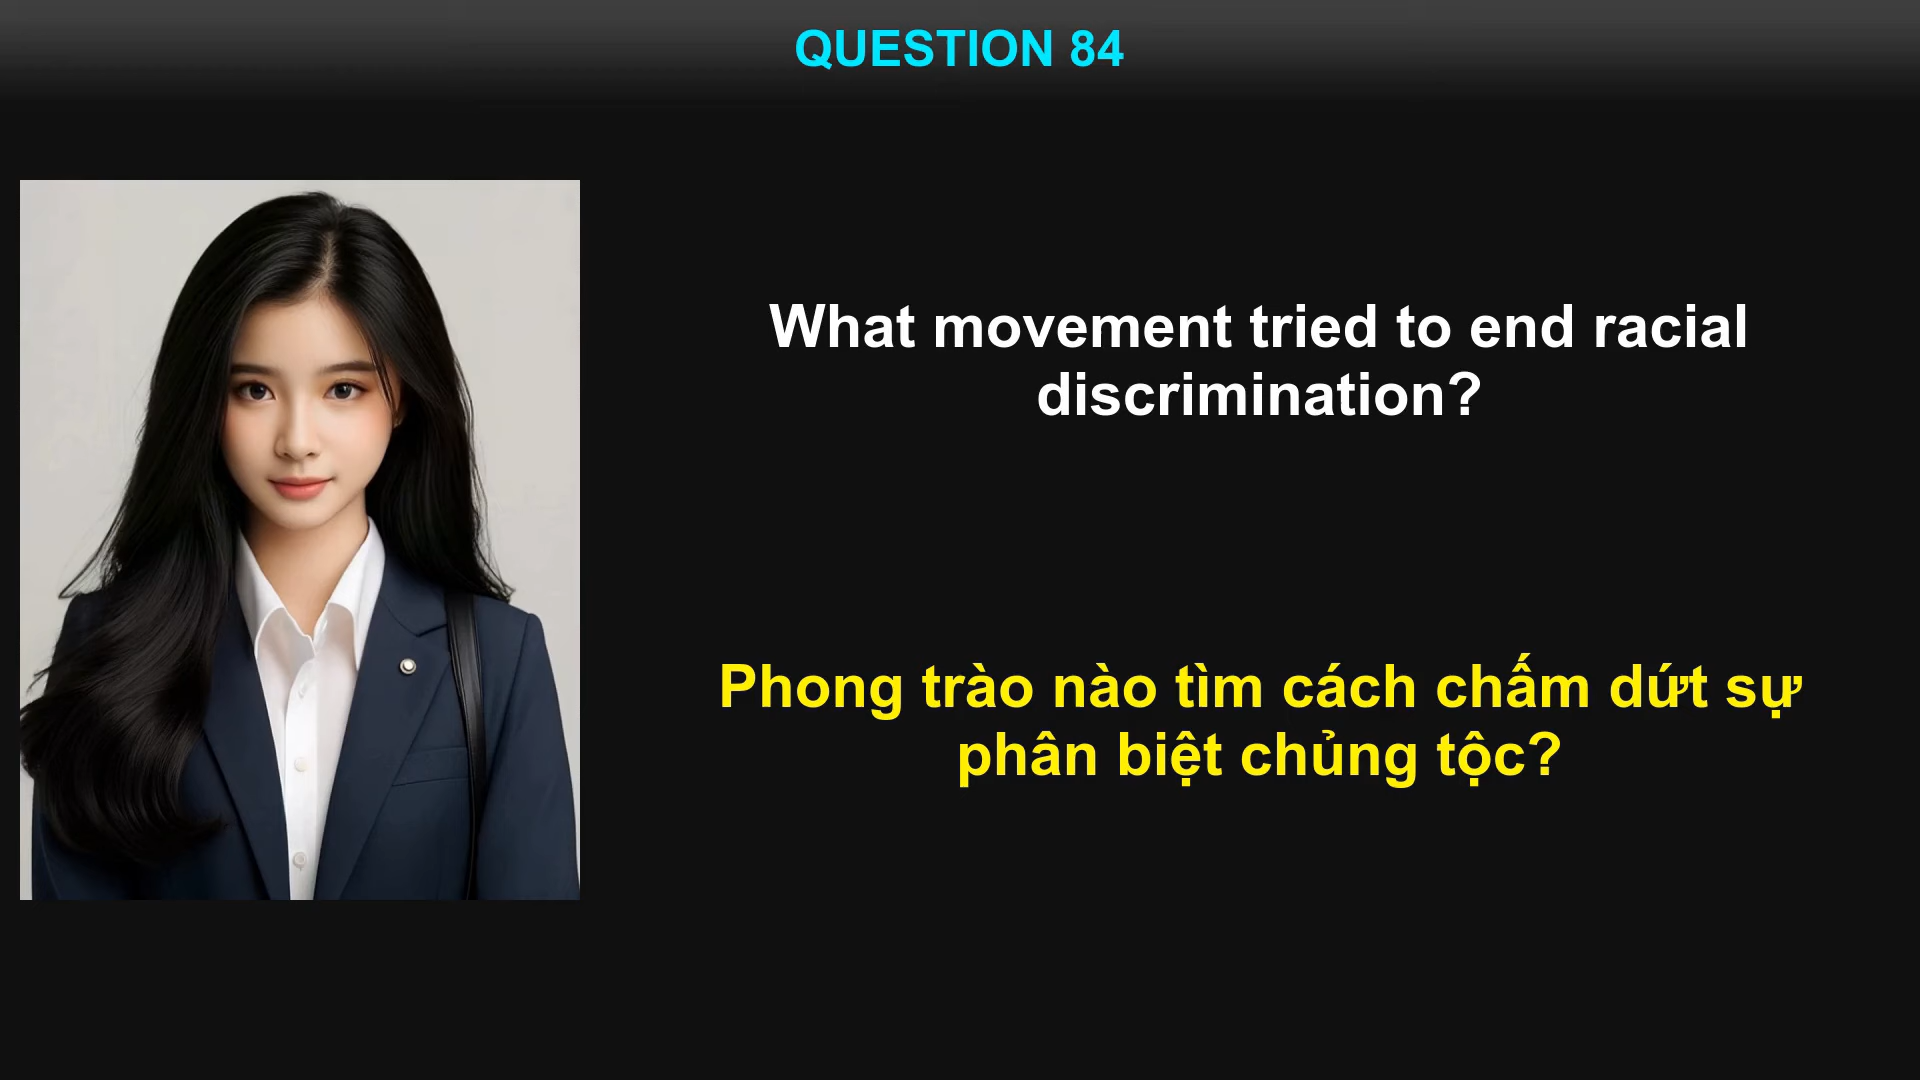 QUESTION 84
What movement tried to end racial
discrimination?
Phong trào nào tìm cách chấm dứt sự
phân biệt chủng tộc?